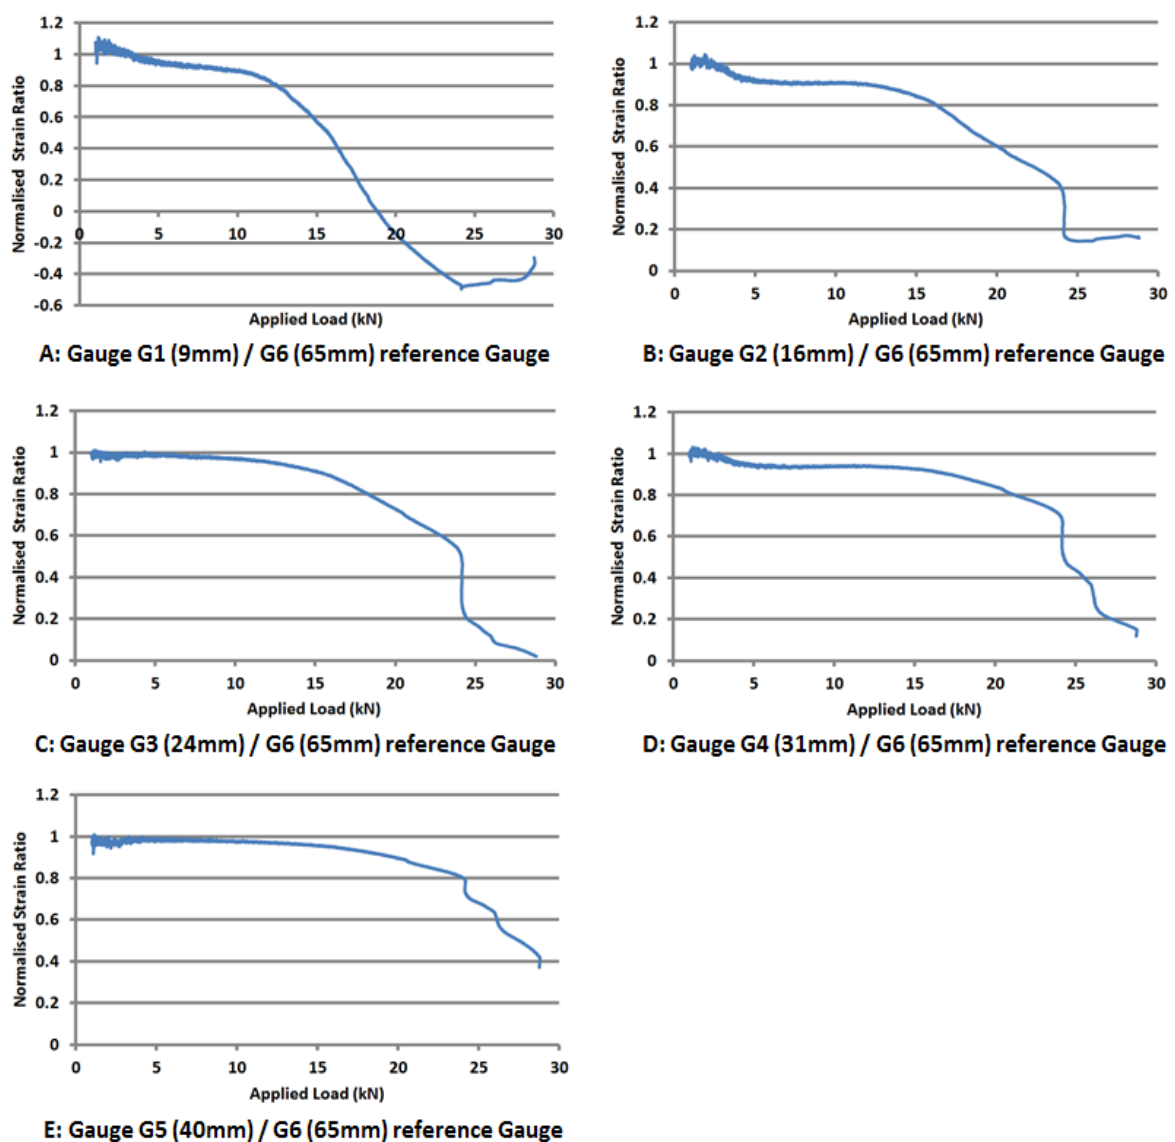 1.2
1
0.8
0.6
0.4
0.2
0
-0.2
-0.4
-0.6
0 5 10 15 20 25 30
Normalised Strain Ratio
Applied Load (kN)
A: Gauge G1 (9mm) / G6 (65mm) reference Gauge
1.2
1
0.8
0.6
0.4
0.2
0
0 5 10 15 20 25 30
Normalised Strain Ratio
Applied Load (kN)
B: Gauge G2 (16mm) / G6 (65mm) reference Gauge
1.2
1
0.8
0.6
0.4
0.2
0
0 5 10 15 20 25 30
Normalised Strain Ratio
Applied Load (kN)
C: Gauge G3 (24mm) / G6 (65mm) reference Gauge
1.2
1
0.8
0.6
0.4
0.2
0
0 5 10 15 20 25 30
Normalised Strain Ratio
Applied Load (kN)
D: Gauge G4 (31mm) / G6 (65mm) reference Gauge
1.2
1
0.8
0.6
0.4
0.2
0
0 5 10 15 20 25 30
Normalised Strain Ratio
Applied Load (kN)
E: Gauge G5 (40mm) / G6 (65mm) reference Gauge